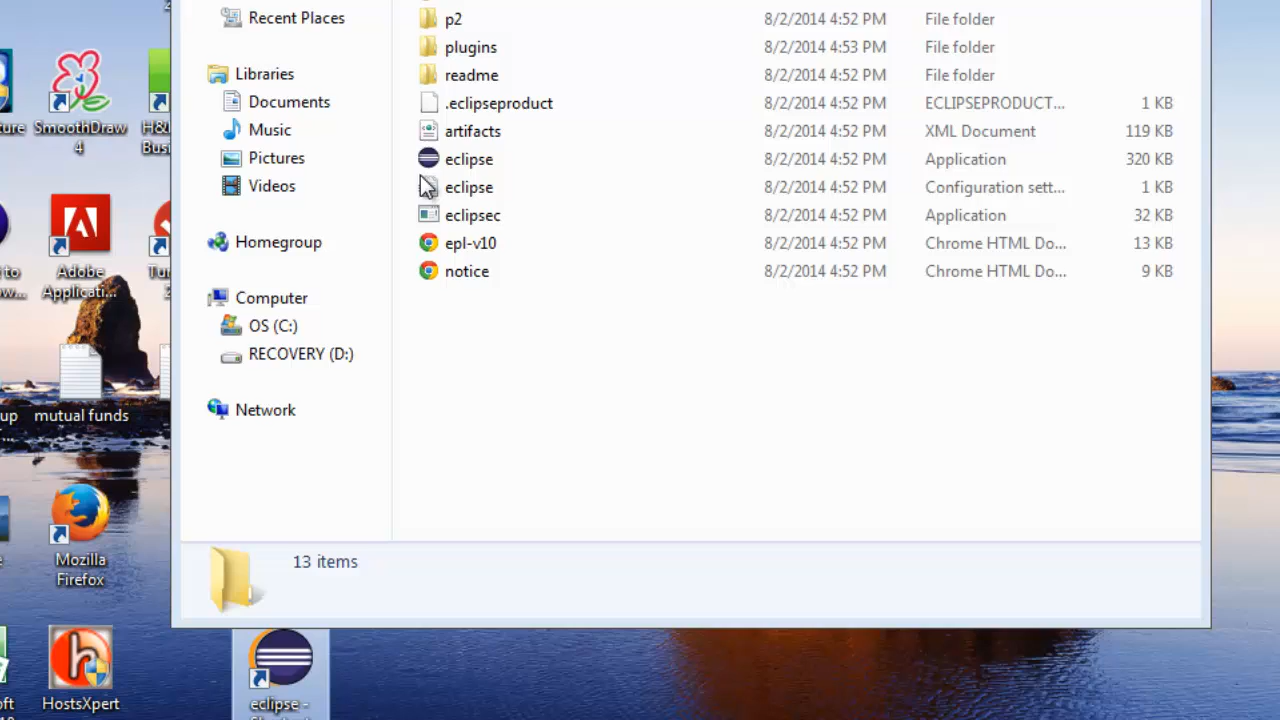 Recent Places
Libraries
Documents
Music
Pictures
Videos
Homegroup
Computer
OS (C:)
RECOVERY (D:)
Network
p2 8/2/2014 4:52 PM File folder
plugins 8/2/2014 4:53 PM File folder
readme 8/2/2014 4:52 PM File folder
.eclipseproduct 8/2/2014 4:52 PM ECLIPSEPRODUCT... 1 KB
artifacts 8/2/2014 4:52 PM XML Document 119 KB
eclipse 8/2/2014 4:52 PM Application 320 KB
eclipse 8/2/2014 4:52 PM Configuration sett... 1 KB
eclipsec 8/2/2014 4:52 PM Application 32 KB
epl-v10 8/2/2014 4:52 PM Chrome HTML Do... 13 KB
notice 8/2/2014 4:52 PM Chrome HTML Do... 9 KB
13 items
SmoothDraw
4
H&
Adobe
Applicati...
mutual funds
Mozilla
Firefox
HostsXpert
eclipse -